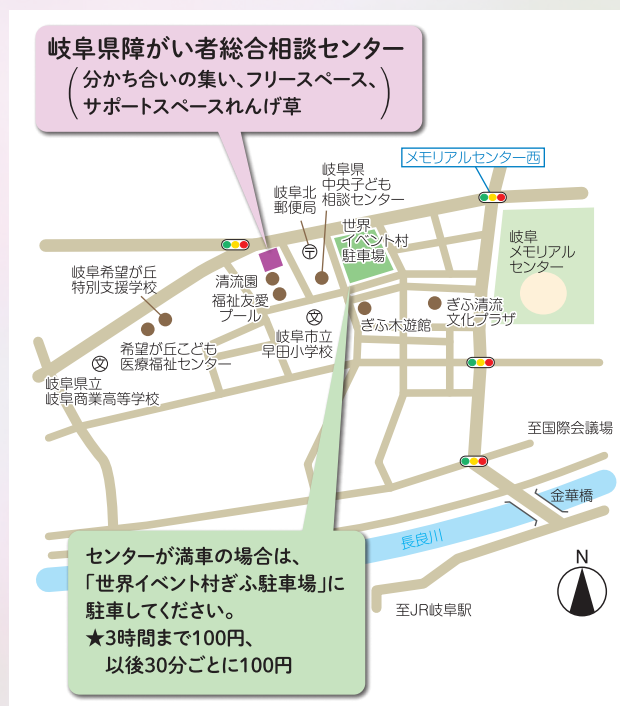 岐阜県障がい者総合相談センター
(分かち合いの集い、フリースペース、
サポートスペースれんげ草)
メモリアルセンター西
岐阜県
中央子ども
相談センター
岐阜北
郵便局
〒
世界
イベント村
駐車場
岐阜
メモリアル
センター
岐阜希望が丘
特別支援学校
清流園
福祉友愛
プール
ぎふ木遊館
ぎふ清流
文化プラザ
文
岐阜市立
早田小学校
希望が丘こども
医療福祉センター
文
岐阜県立
岐阜商業高等学校
至国際会議場
金華橋
長良川
センターが満車の場合は、
「世界イベント村ぎふ駐車場」に
駐車してください。
★3時間まで100円、
以後30分ごとに100円
N
至JR岐阜駅